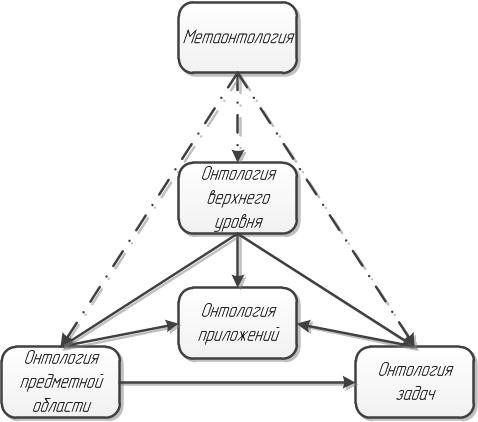 Метаонтология
Онтология
верхнего
уровня
Онтология
приложений
Онтология
предметной
области
Онтология
задач